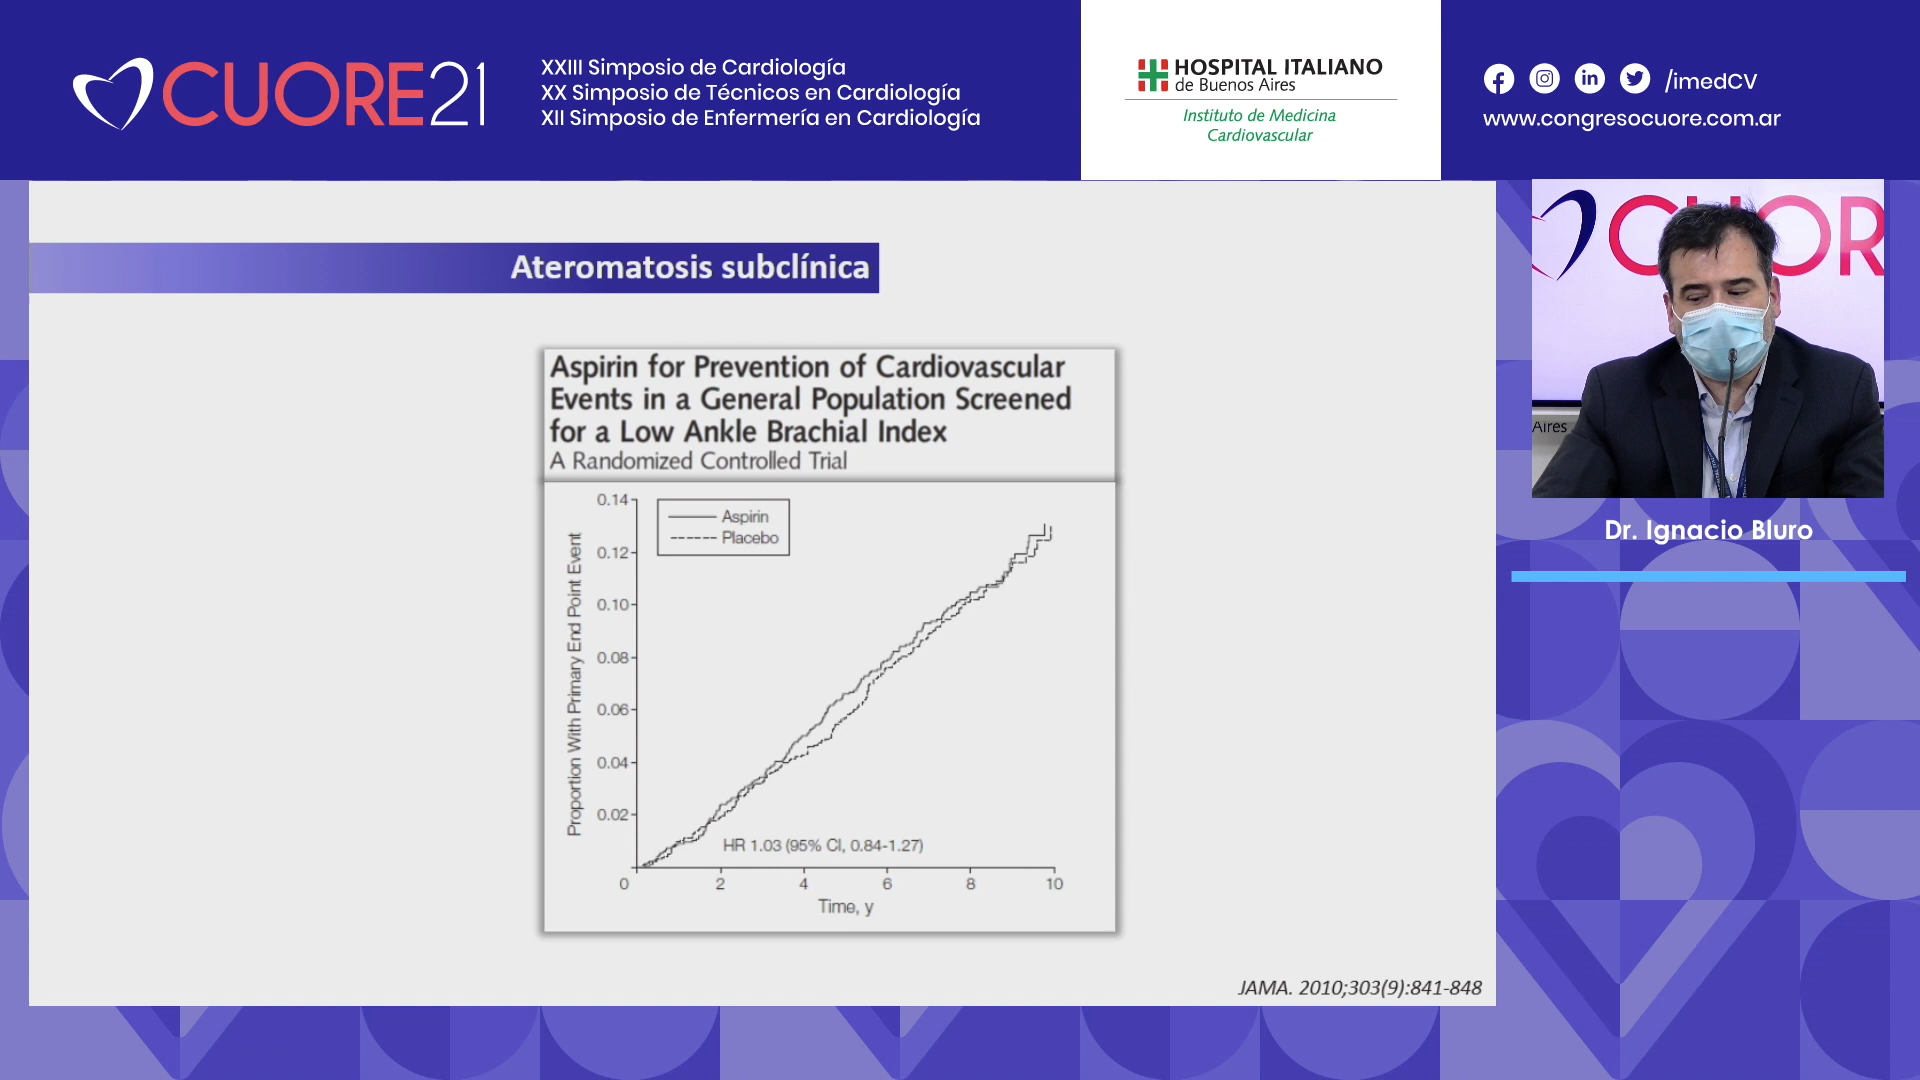 CUORE21
XXIII Simposio de Cardiología
XX Simposio de Técnicos en Cardiología
XII Simposio de Enfermería en Cardiología
HOSPITAL ITALIANO
de Buenos Aires
Instituto de Medicina
Cardiovascular
/imedCV
www.congresocuore.com.ar
Ateromatosis subclínica
Aspirin for Prevention of Cardiovascular
Events in a General Population Screened
for a Low Ankle Brachial Index
A Randomized Controlled Trial
Proportion With Primary End Point Event
0.14
0.12
0.10
0.08
0.06
0.04
0.02
Aspirin
Placebo
HR 1.03 (95% CI, 0.84-1.27)
0 2 4 6 8 10
Time, y
JAMA. 2010;303(9):841-848
CUOR
Aires
Dr. Ignacio Bluro